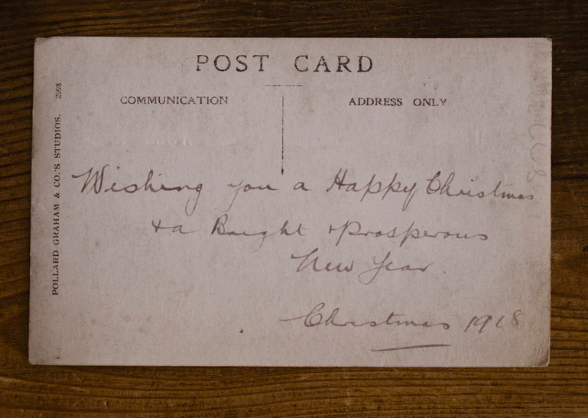 POST CARD
COMMUNICATION
ADDRESS ONLY
POLLARD GRAHAM & CO.'S STUDIOS.
Wishing you a Happy Christmas
+ a Bright + Prosperous
New Year.
Christmas 1918